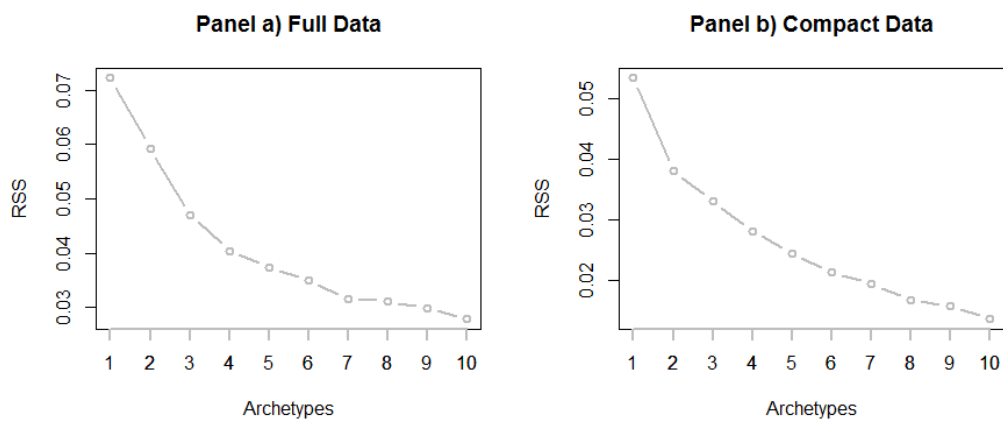 Panel a) Full Data
0.07
0.06
0.05
0.04
0.03
RSS
1 2 3 4 5 6 7 8 9 10
Archetypes
Panel b) Compact Data
0.05
0.04
0.03
0.02
RSS
1 2 3 4 5 6 7 8 9 10
Archetypes